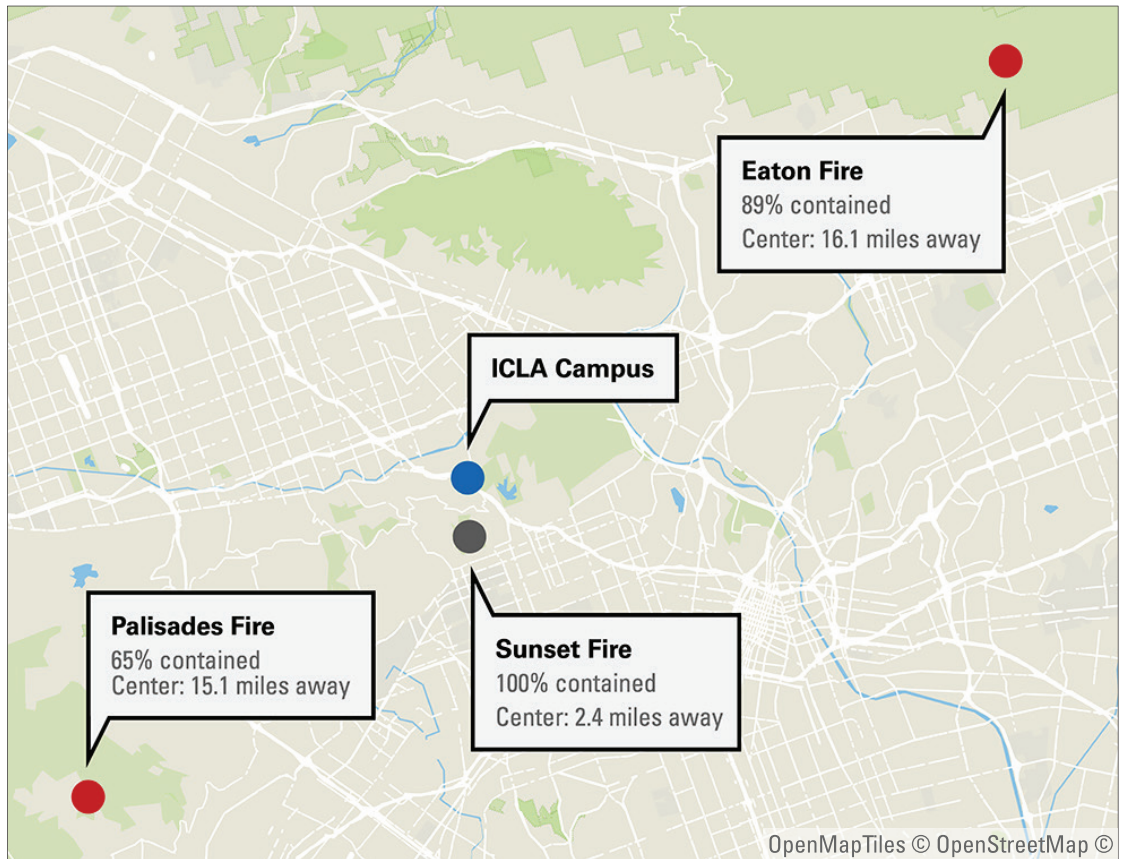 Eaton Fire
89% contained
Center: 16.1 miles away
ICLA Campus
Palisades Fire
65% contained
Center: 15.1 miles away
Sunset Fire
100% contained
Center: 2.4 miles away
OpenMapTiles © OpenStreetMap ©